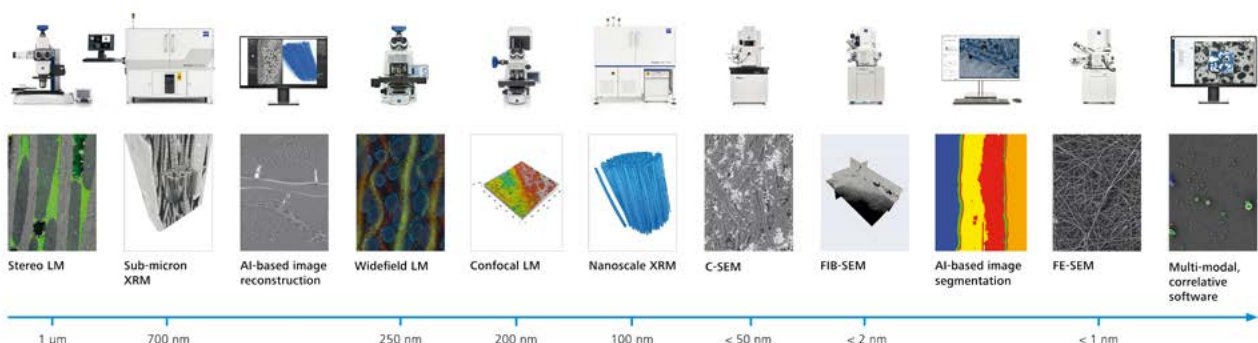 Stereo LM
Sub-micron
XRM
AI-based image
reconstruction
Widefield LM
Confocal LM
Nanoscale XRM
C-SEM
FIB-SEM
AI-based image
segmentation
FE-SEM
Multi-modal,
correlative
software
1 µm
700 nm
250 nm
200 nm
100 nm
< 50 nm
< 2 nm
< 1 nm